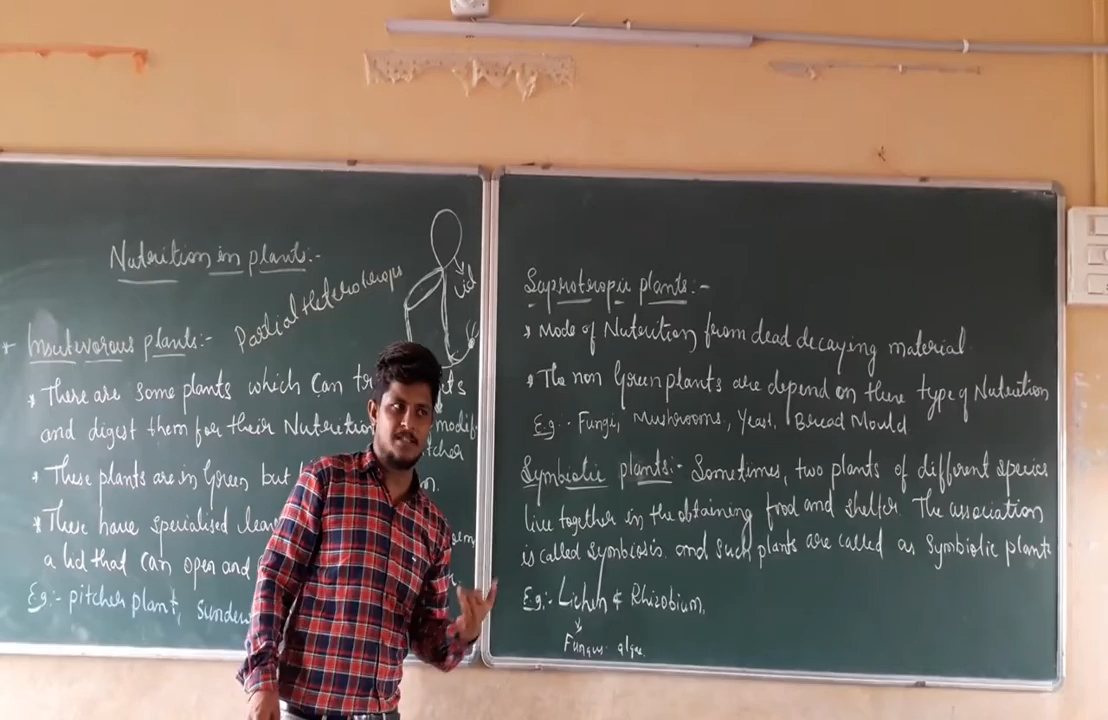 Nutrition in plants:-
Partial Heterotrops
Lid
* Insectivorous plants:-
* There are some plants which can
and digest them for their Nutrition
* These plants are in Green but
* These have specialised
a lid that can open and
Eg:- pitcher plant, sundew
Saprotropic plants:-
* Mode of Nutrition from dead decaying material.
* The non Green plants are depend on these type of Nutrition
Eg:- Fungi, Mushrooms, Yeast, Bread Mould.
Symbiotic plants:- Sometimes, two plants of different species
live together in the obtaining food and shelter. The association
is called symbiosis and such plants are called as Symbiotic plants
Eg:- Lichen & Rhizobium,
Fungus algae.